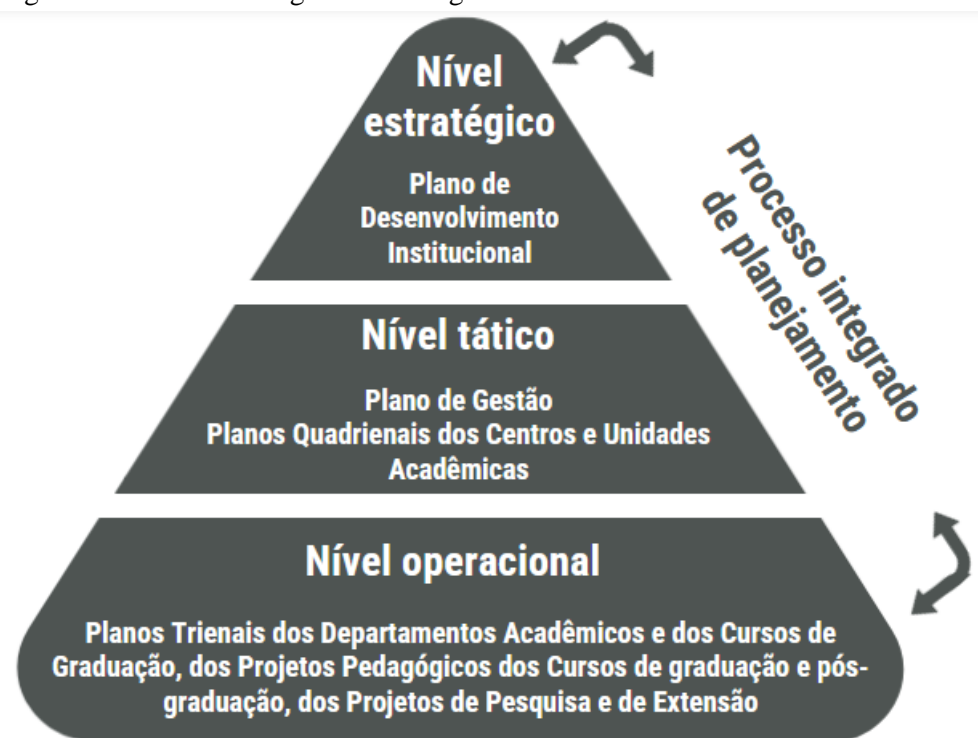 Nível
estratégico
Plano de
Desenvolvimento
Institucional
Processo integrado
de planejamento
Nível tático
Plano de Gestão
Planos Quadrienais dos Centros e Unidades
Acadêmicas
Nível operacional
Planos Trienais dos Departamentos Acadêmicos e dos Cursos de
Graduação, dos Projetos Pedagógicos dos Cursos de graduação e pós-
graduação, dos Projetos de Pesquisa e de Extensão